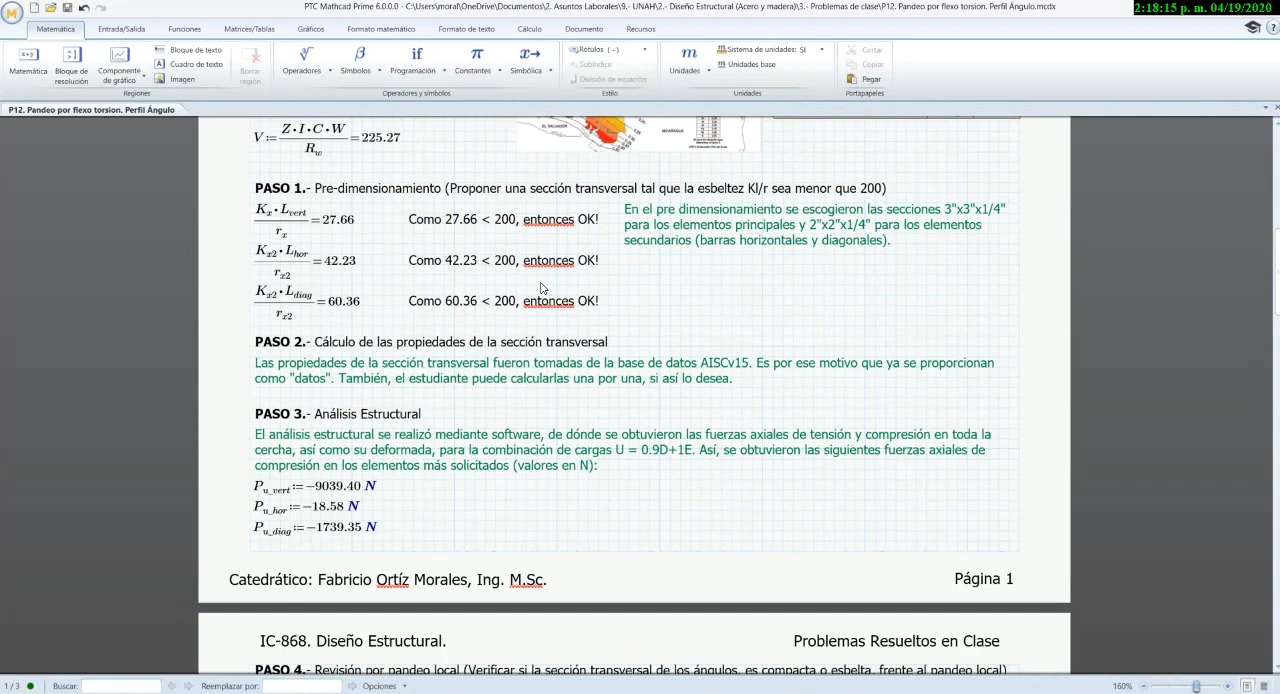 PTC Mathcad Prime 6.0.0.0 - C:\Users\moral\OneDrive\Documentos\2. Asuntos Laborales\9.- UNAH\2.- Diseño Estructural (Acero y madera)\3.- Problemas de clase\P12. Pandeo por flexo torsion. Perfil Ángulo.mcdx
2:18:15 p. m. 04/19/2020
Matemática Entrada/Salida Funciones Matrices/Tablas Gráficos Formato matemático Formato de texto Cálculo Documento Recursos
Matemática
Bloque de resolución
Componente de gráfico
Bloque de texto
Cuadro de texto
Imagen
Borrar región
Regiones
Operadores
Símbolos
Programación
Constantes
Simbólica
Operadores y símbolos
Rótulos ( - )
Subíndice
División de ecuación
Estilo
Unidades
Sistema de unidades: SI
Unidades base
Unidades
Cortar
Copiar
Pegar
Portapapeles
P12. Pandeo por flexo torsion. Perfil Ángulo
V := Z • I • C • W / R_w = 225.27
EL SALVADOR
NICARAGUA
PASO 1.- Pre-dimensionamiento (Proponer una sección transversal tal que la esbeltez Kl/r sea menor que 200)
K_x • L_vert / r_x = 27.66 Como 27.66 < 200, entonces OK!
K_x2 • L_hor / r_x2 = 42.23 Como 42.23 < 200, entonces OK!
K_x2 • L_diag / r_x2 = 60.36 Como 60.36 < 200, entonces OK!
En el pre dimensionamiento se escogieron las secciones 3"x3"x1/4"
para los elementos principales y 2"x2"x1/4" para los elementos
secundarios (barras horizontales y diagonales).
PASO 2.- Cálculo de las propiedades de la sección transversal
Las propiedades de la sección transversal fueron tomadas de la base de datos AISCv15. Es por ese motivo que ya se proporcionan
como "datos". También, el estudiante puede calcularlas una por una, si así lo desea.
PASO 3.- Análisis Estructural
El análisis estructural se realizó mediante software, de dónde se obtuvieron las fuerzas axiales de tensión y compresión en toda la
cercha, así como su deformada, para la combinación de cargas U = 0.9D+1E. Así, se obtuvieron las siguientes fuerzas axiales de
compresión en los elementos más solicitados (valores en N):
P_u_vert := -9039.40 N
P_u_hor := -18.58 N
P_u_diag := -1739.35 N
Catedrático: Fabricio Ortíz Morales, Ing. M.Sc. Página 1
IC-868. Diseño Estructural. Problemas Resueltos en Clase
PASO 4.- Revisión por pandeo local (Verificar si la sección transversal de los ángulos, es compacta o esbelta, frente al pandeo local)
1 / 3 Buscar: Reemplazar por: Opciones 160%